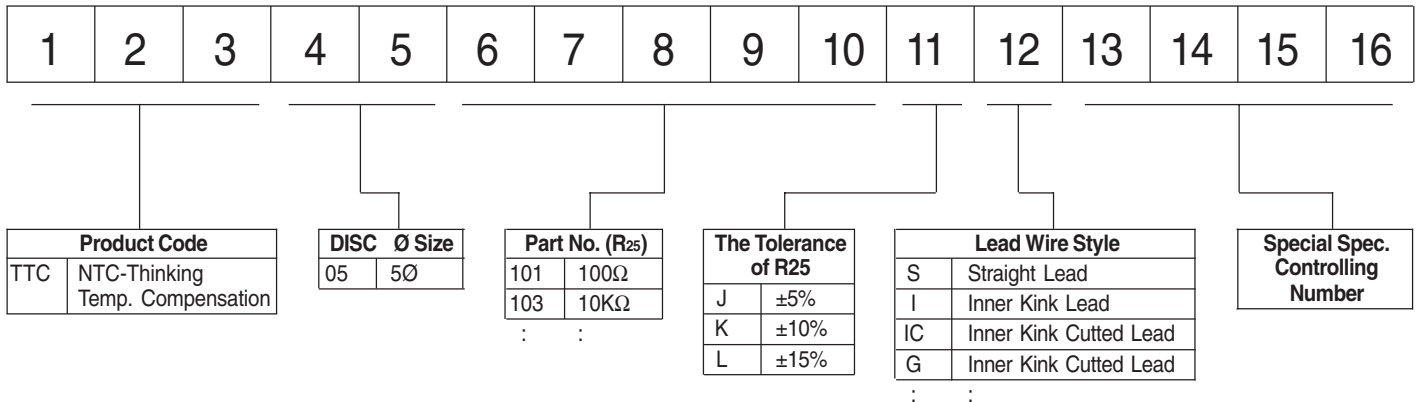 1 2 3 4 5 6 7 8 9 10 11 12 13 14 15 16
Product Code
TTC NTC-Thinking
Temp. Compensation
DISC Ø Size
05 5Ø
Part No. (R25)
101 100Ω
103 10KΩ
: :
The Tolerance
of R25
J ±5%
K ±10%
L ±15%
Lead Wire Style
S Straight Lead
I Inner Kink Lead
IC Inner Kink Cutted Lead
G Inner Kink Cutted Lead
: :
Special Spec.
Controlling
Number